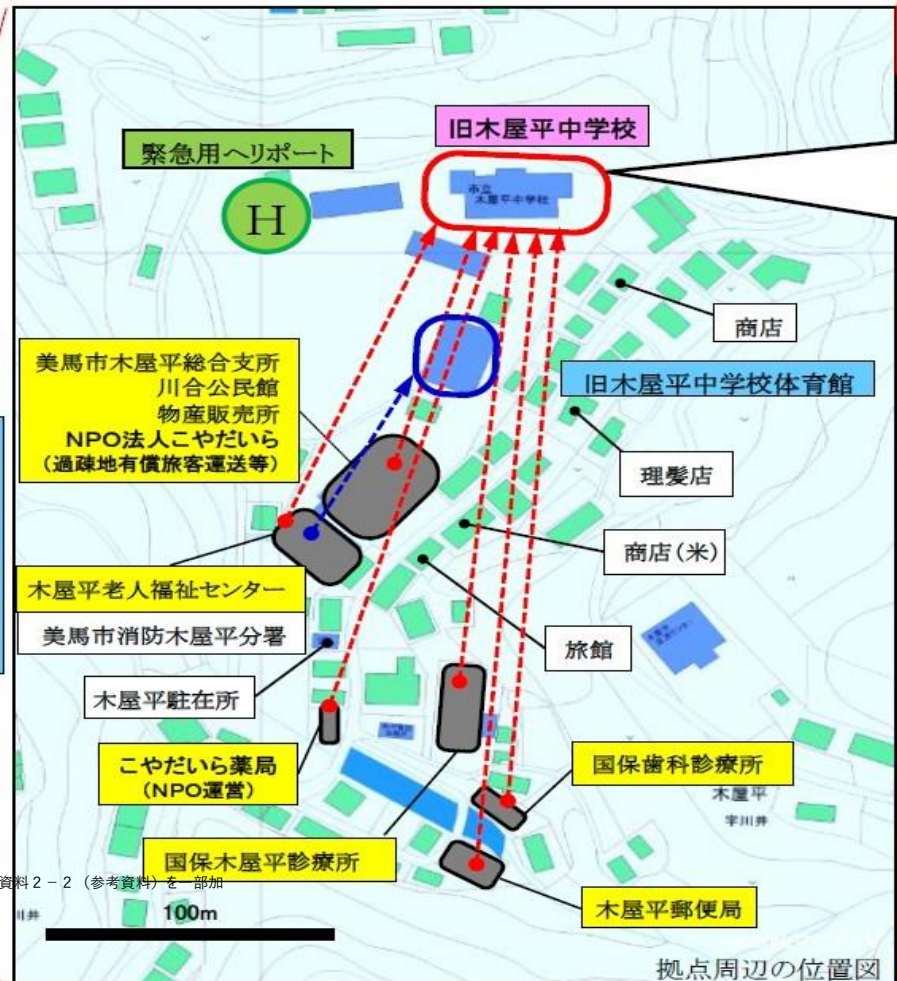 旧木屋平中学校
緊急用ヘリポート
H
市立
木屋平中学校
商店
美馬市木屋平総合支所
川合公民館
物産販売所
NPO法人こやだいら
(過疎地有償旅客運送等)
旧木屋平中学校体育館
理髪店
商店(米)
木屋平老人福祉センター
美馬市消防木屋平分署
旅館
木屋平駐在所
こやだいら薬局
(NPO運営)
国保歯科診療所
木屋平
字川井
国保木屋平診療所
資料2-2(参考資料)を一部加
川井
100m
木屋平郵便局
拠点周辺の位置図